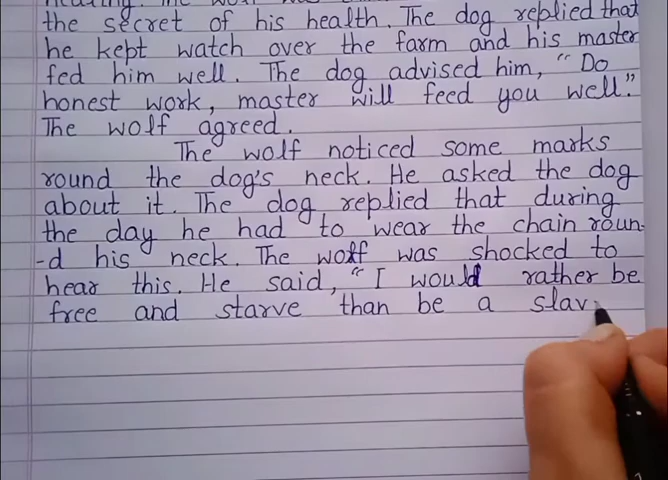 the secret of his health. The dog replied that
he kept watch over the farm and his master
fed him well. The dog advised him, "Do
honest work, master will feed you well."
The wolf agreed.
The wolf noticed some marks
round the dog's neck. He asked the dog
about it. The dog replied that during
the day he had to wear the chain roun-
-d his neck. The wolf was shocked to
hear this. He said, "I would rather be
free and starve than be a slav